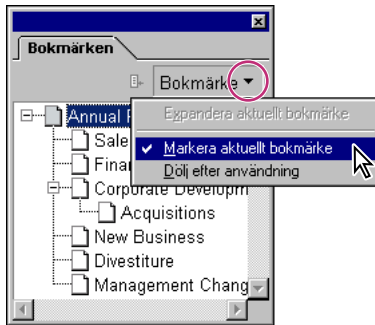 Bokmärken
Bokmärke
Expandera aktuellt bokmärke
Annual
Markera aktuellt bokmärke
Sale
Dölj efter användning
Finan
Corporate Developm
Acquisitions
New Business
Divestiture
Management Chang